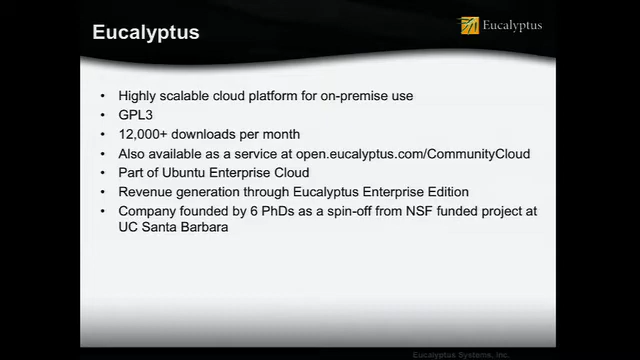 Eucalyptus
Eucalyptus
• Highly scalable cloud platform for on-premise use
• GPL3
• 12,000+ downloads per month
• Also available as a service at open.eucalyptus.com/CommunityCloud
• Part of Ubuntu Enterprise Cloud
• Revenue generation through Eucalyptus Enterprise Edition
• Company founded by 6 PhDs as a spin-off from NSF funded project at
UC Santa Barbara
Eucalyptus Systems, Inc.